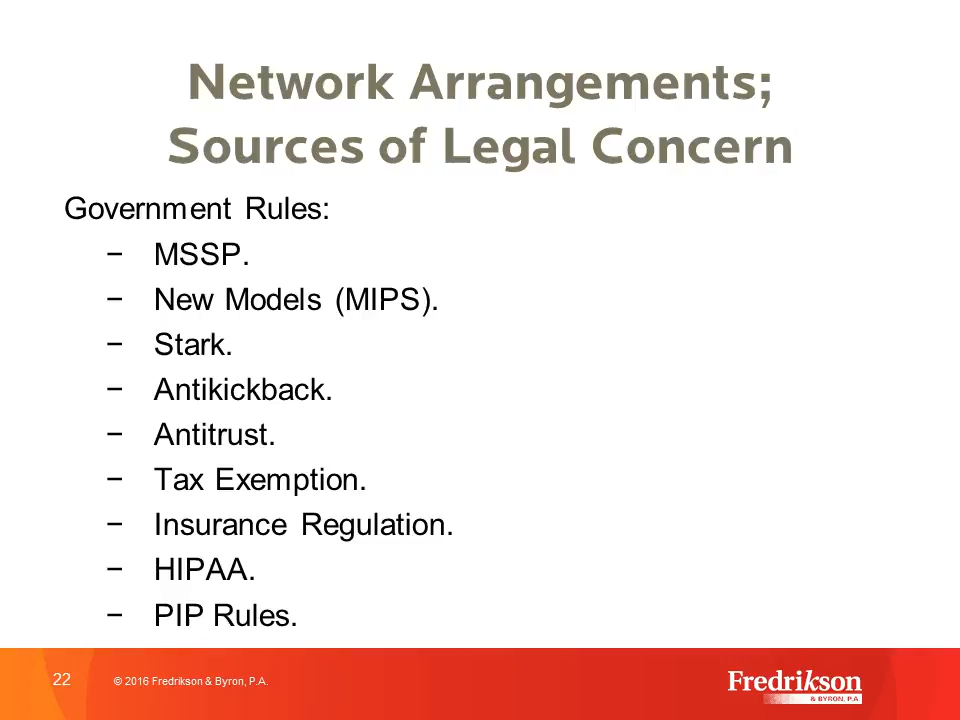 Network Arrangements;
Sources of Legal Concern
Government Rules:
− MSSP.
− New Models (MIPS).
− Stark.
− Antikickback.
− Antitrust.
− Tax Exemption.
− Insurance Regulation.
− HIPAA.
− PIP Rules.
22 © 2016 Fredrikson & Byron, P.A.
Fredrikson
& BYRON, P.A